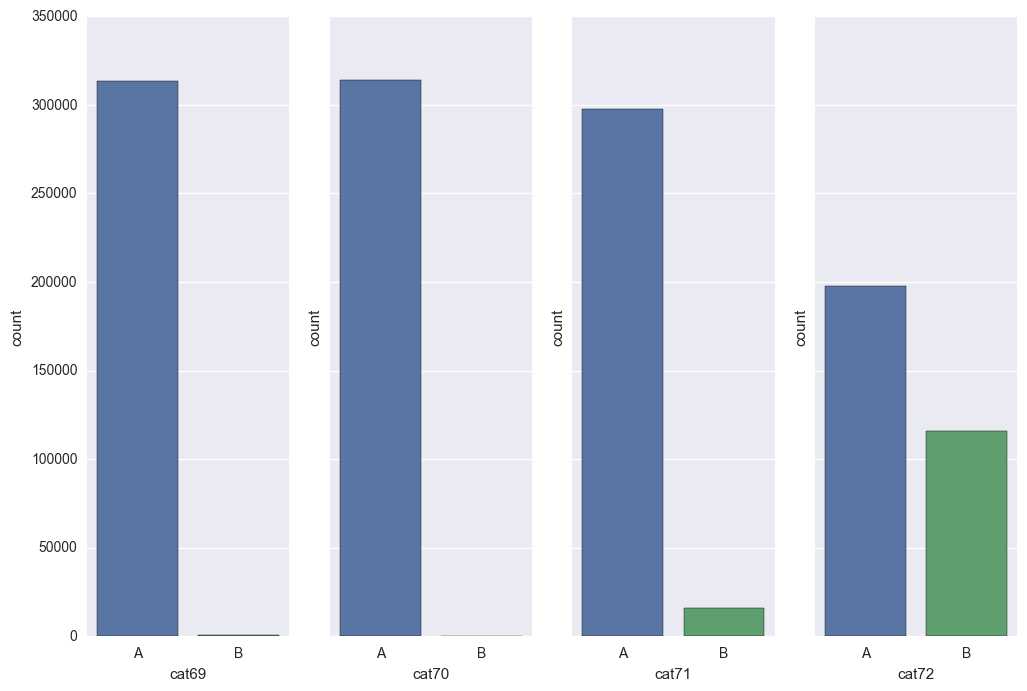 350000
300000
250000
200000
150000
100000
50000
0
count
A B
cat69
count
A B
cat70
count
A B
cat71
count
A B
cat72